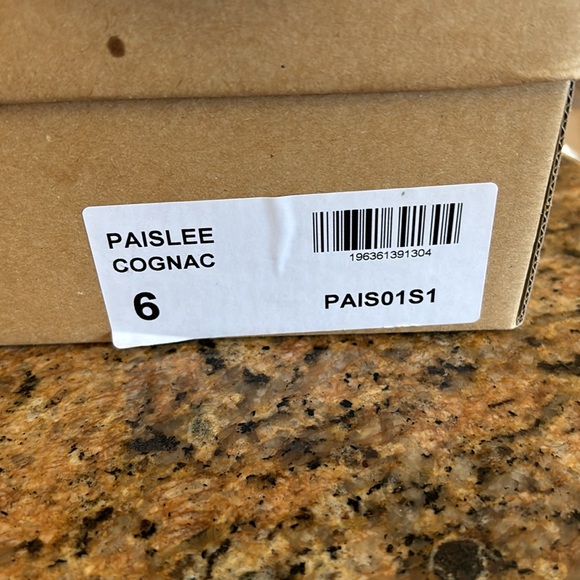 PAISLEE
COGNAC
6
196361391304
PAIS01S1